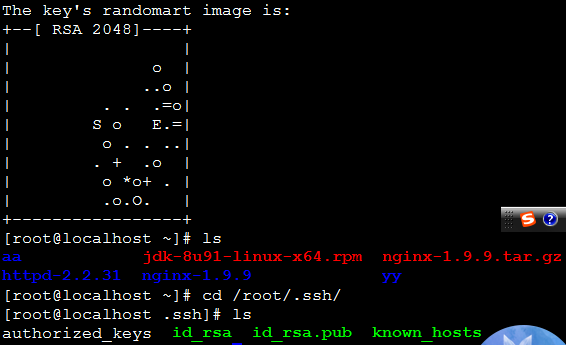 The key's randomart image is:
+--[ RSA 2048]----+
|                 |
|              o  |
|             ..o |
|         . .  .=o|
|        S o   E.=|
|         o . . ..|
|        . +  .o  |
|         o *o+ . |
|         .o.O.   |
+-----------------+
[root@localhost ~]# ls
aa            jdk-8u91-linux-x64.rpm  nginx-1.9.9.tar.gz
httpd-2.2.31  nginx-1.9.9             yy
[root@localhost ~]# cd /root/.ssh/
[root@localhost .ssh]# ls
authorized_keys  id_rsa  id_rsa.pub  known_hosts